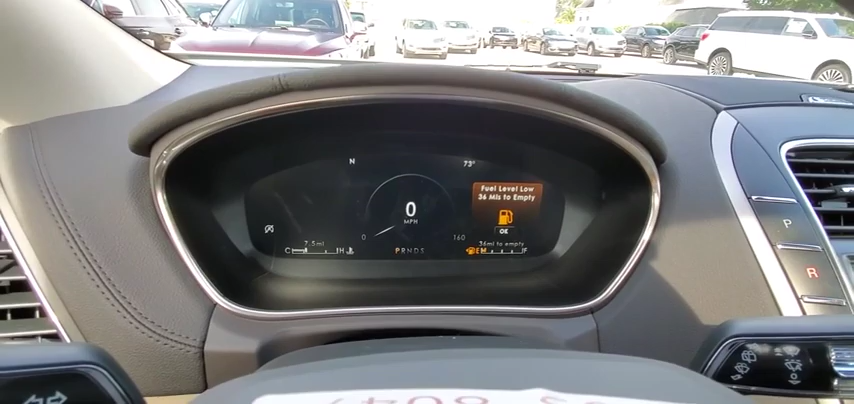 N
73°
Fuel Level Low
36 Mls to Empty
OK
0
MPH
0
160
7.5mi
C H
PRNDS
36mi to empty
E F
P
R